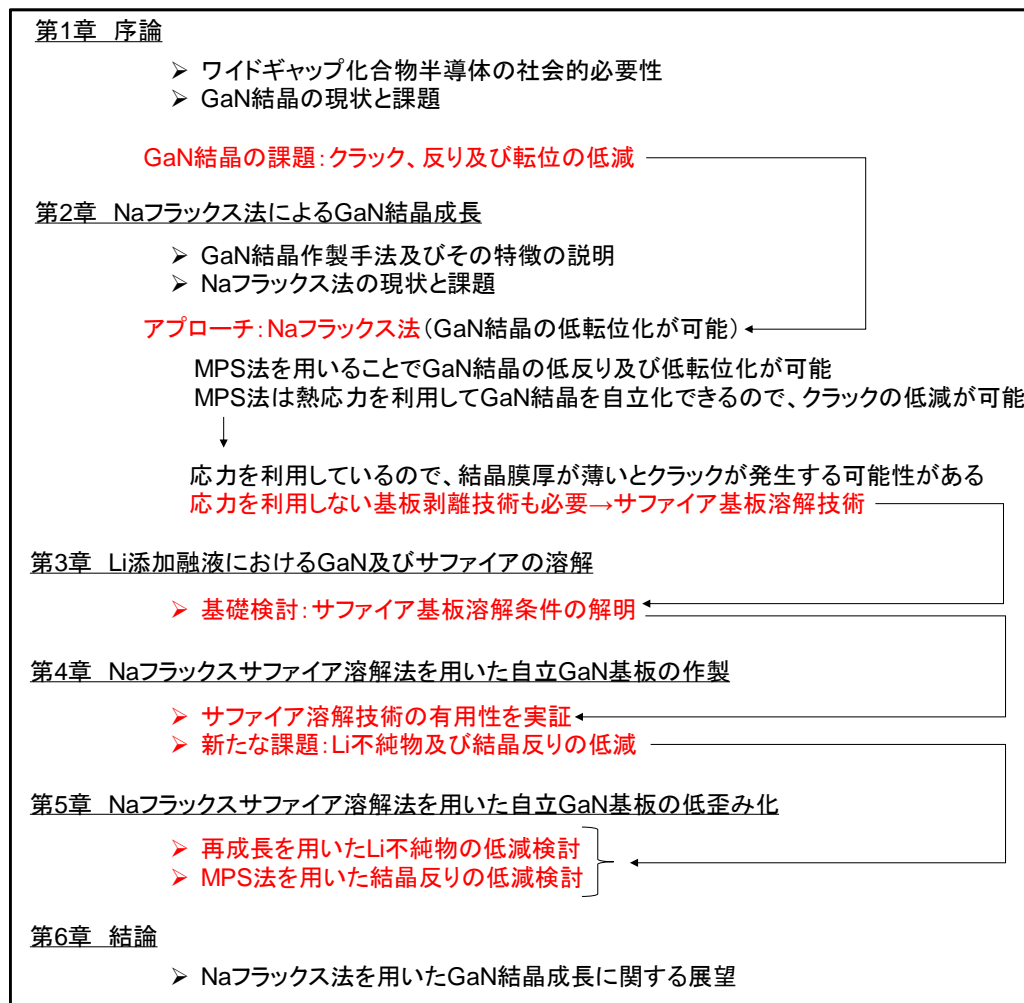 第1章 序論
➢ ワイドギャップ化合物半導体の社会的必要性
➢ GaN結晶の現状と課題
GaN結晶の課題：クラック、反り及び転位の低減
第2章 Naフラックス法によるGaN結晶成長
➢ GaN結晶作製手法及びその特徴の説明
➢ Naフラックス法の現状と課題
アプローチ：Naフラックス法（GaN結晶の低転位化が可能）
MPS法を用いることでGaN結晶の低反り及び低転位化が可能
MPS法は熱応力を利用してGaN結晶を自立化できるので、クラックの低減が可能
応力を利用しているので、結晶膜厚が薄いとクラックが発生する可能性がある
応力を利用しない基板剥離技術も必要→サファイア基板溶解技術
第3章 Li添加融液におけるGaN及びサファイアの溶解
➢ 基礎検討：サファイア基板溶解条件の解明
第4章 Naフラックスサファイア溶解法を用いた自立GaN基板の作製
➢ サファイア溶解技術の有用性を実証
➢ 新たな課題：Li不純物及び結晶反りの低減
第5章 Naフラックスサファイア溶解法を用いた自立GaN基板の低歪み化
➢ 再成長を用いたLi不純物の低減検討
➢ MPS法を用いた結晶反りの低減検討
第6章 結論
➢ Naフラックス法を用いたGaN結晶成長に関する展望